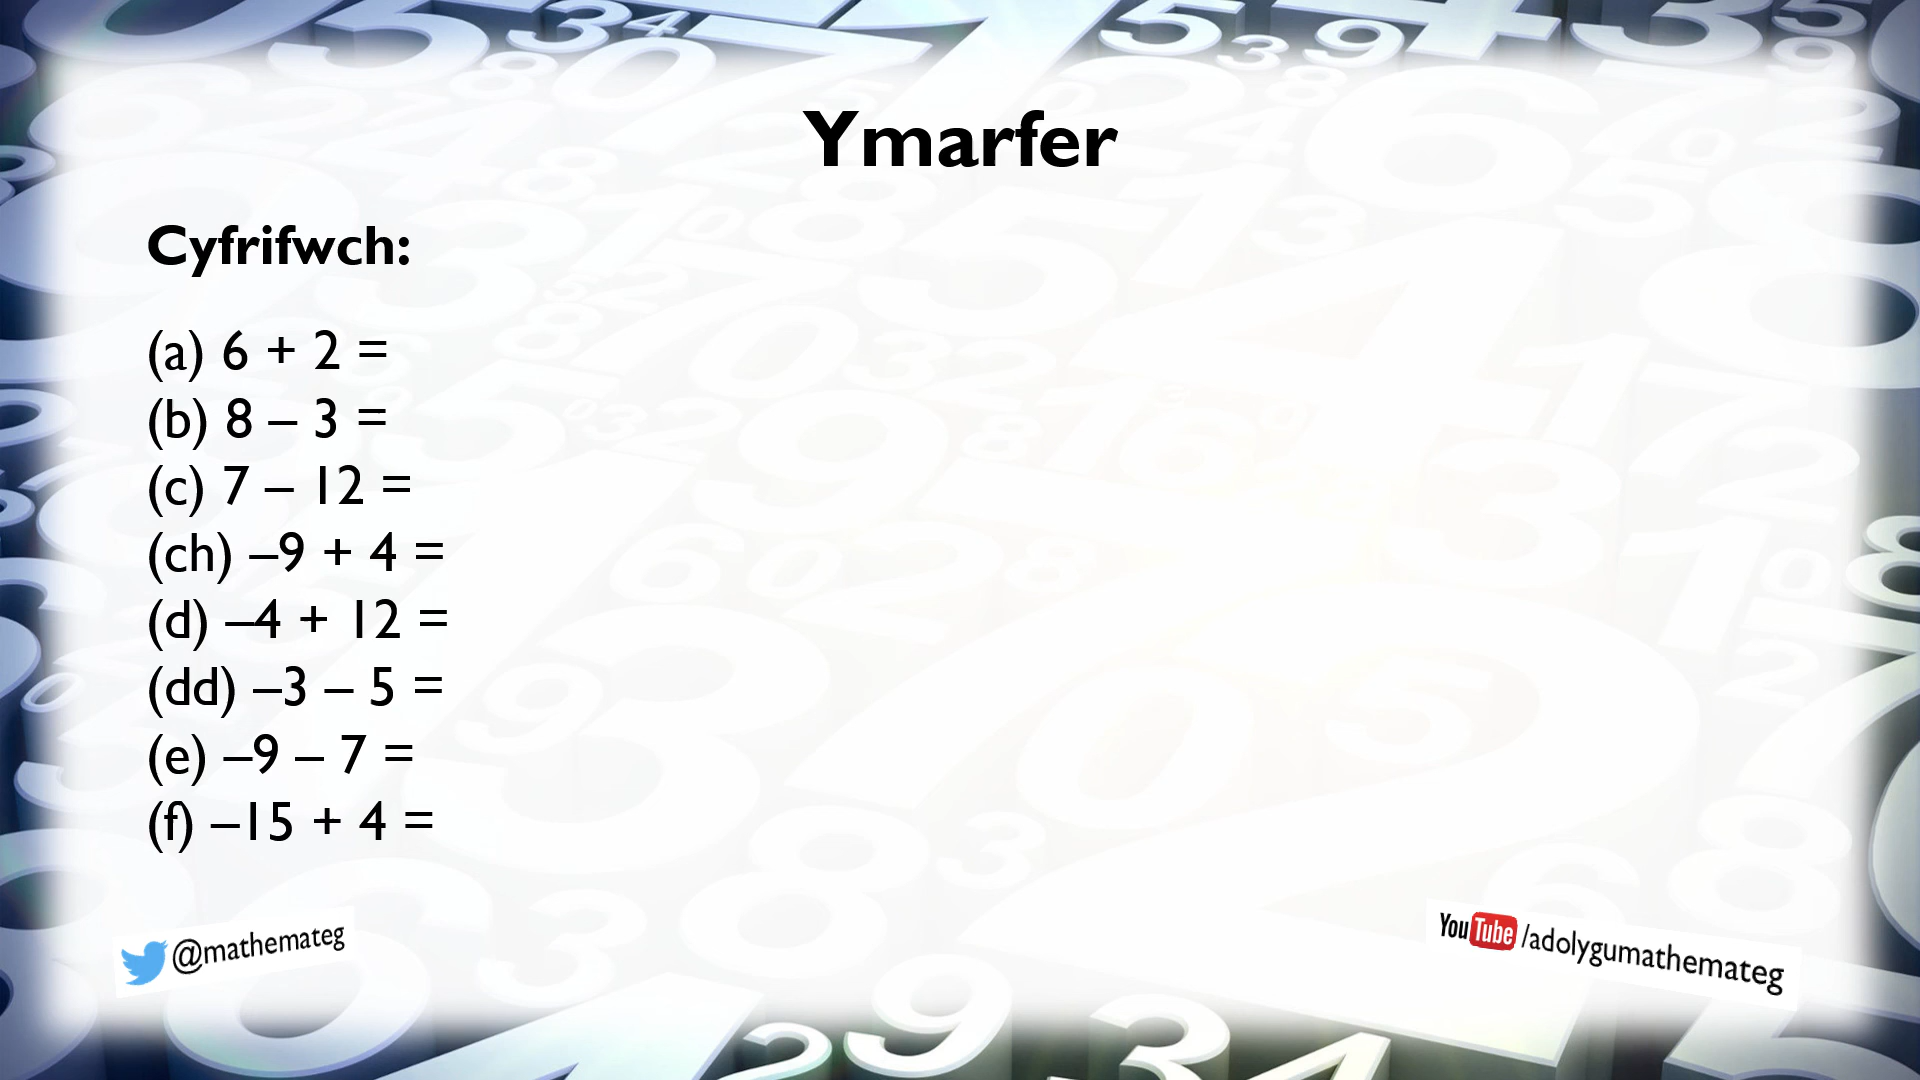 Ymarfer
Cyfrifwch:
(a) 6 + 2 =
(b) 8 – 3 =
(c) 7 – 12 =
(ch) –9 + 4 =
(d) –4 + 12 =
(dd) –3 – 5 =
(e) –9 – 7 =
(f) –15 + 4 =
@mathemateg
YouTube /adolygumathemateg